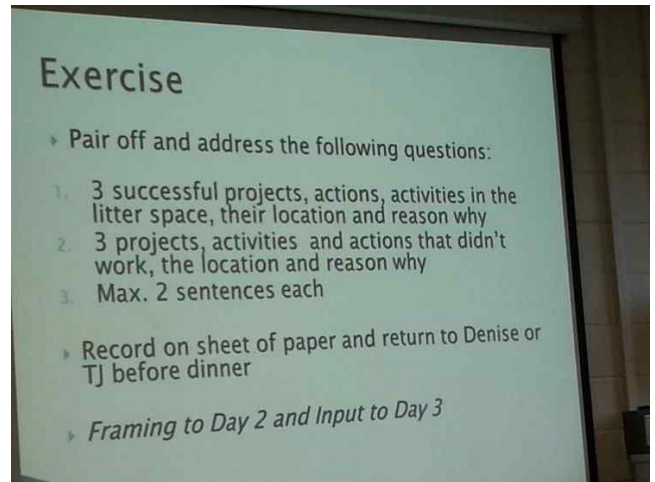 Exercise
Pair off and address the following questions:
1. 3 successful projects, actions, activities in the
litter space, their location and reason why
2. 3 projects, activities and actions that didn't
work, the location and reason why
3. Max. 2 sentences each
Record on sheet of paper and return to Denise or
TJ before dinner
Framing to Day 2 and Input to Day 3